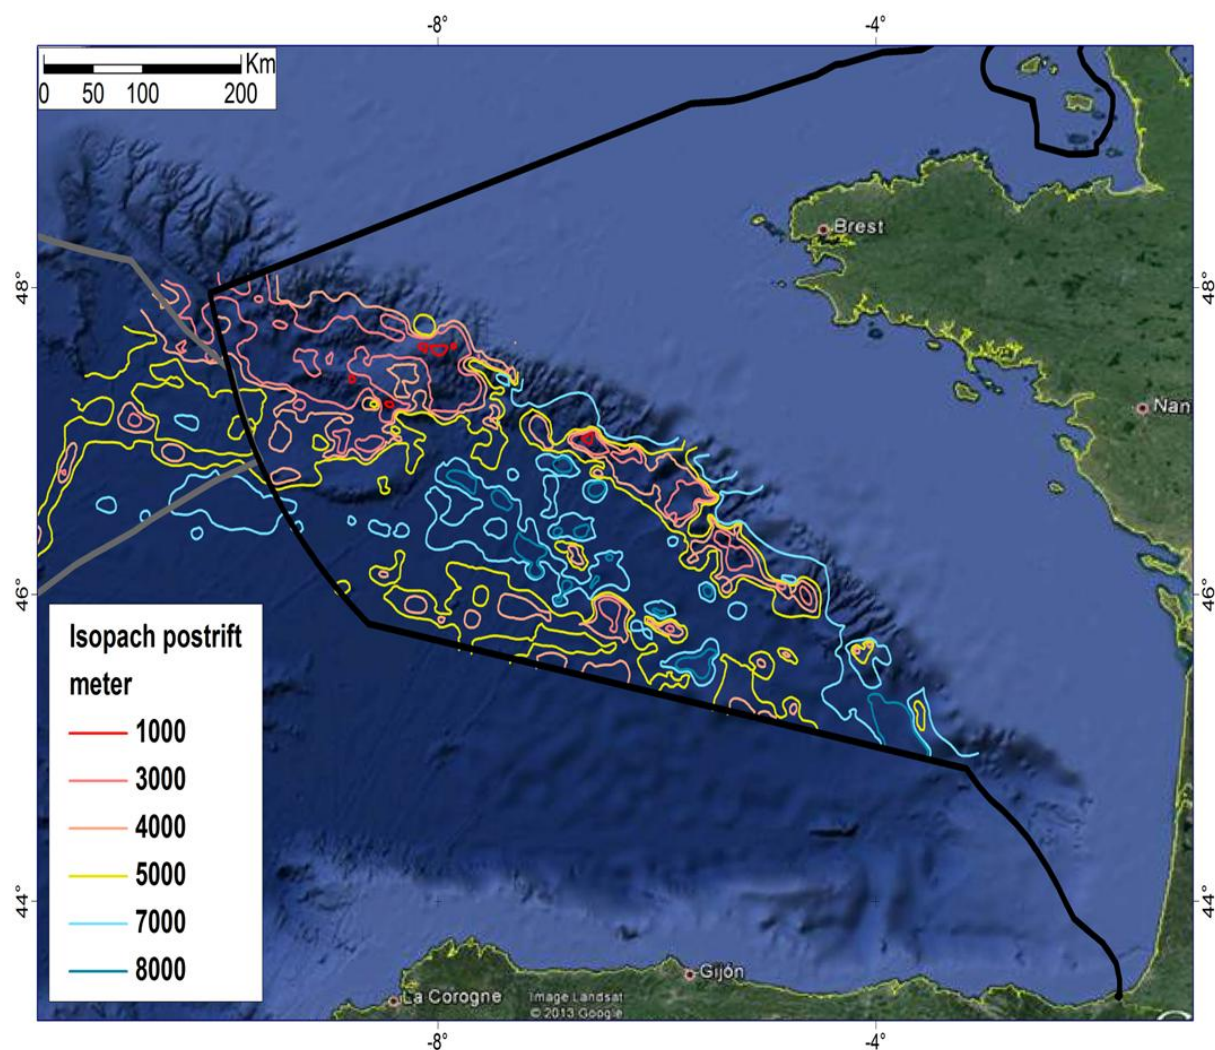 -8° -4°
Km
0 50 100 200
Brest
48° 48°
Nan
46° 46°
Isopach postrift
meter
1000
3000
4000
5000
7000
8000
44° 44°
Gijón
La Corogne
Image Landsat
© 2013 Google
-8° -4°